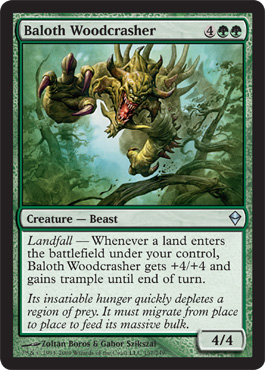 Baloth Woodcrasher 4
Creature — Beast
Landfall — Whenever a land enters
the battlefield under your control,
Baloth Woodcrasher gets +4/+4 and
gains trample until end of turn.
Its insatiable hunger quickly depletes a
region of prey. It must migrate from place
to place to feed its massive bulk.
Zoltan Boros & Gabor Szikszai
4/4